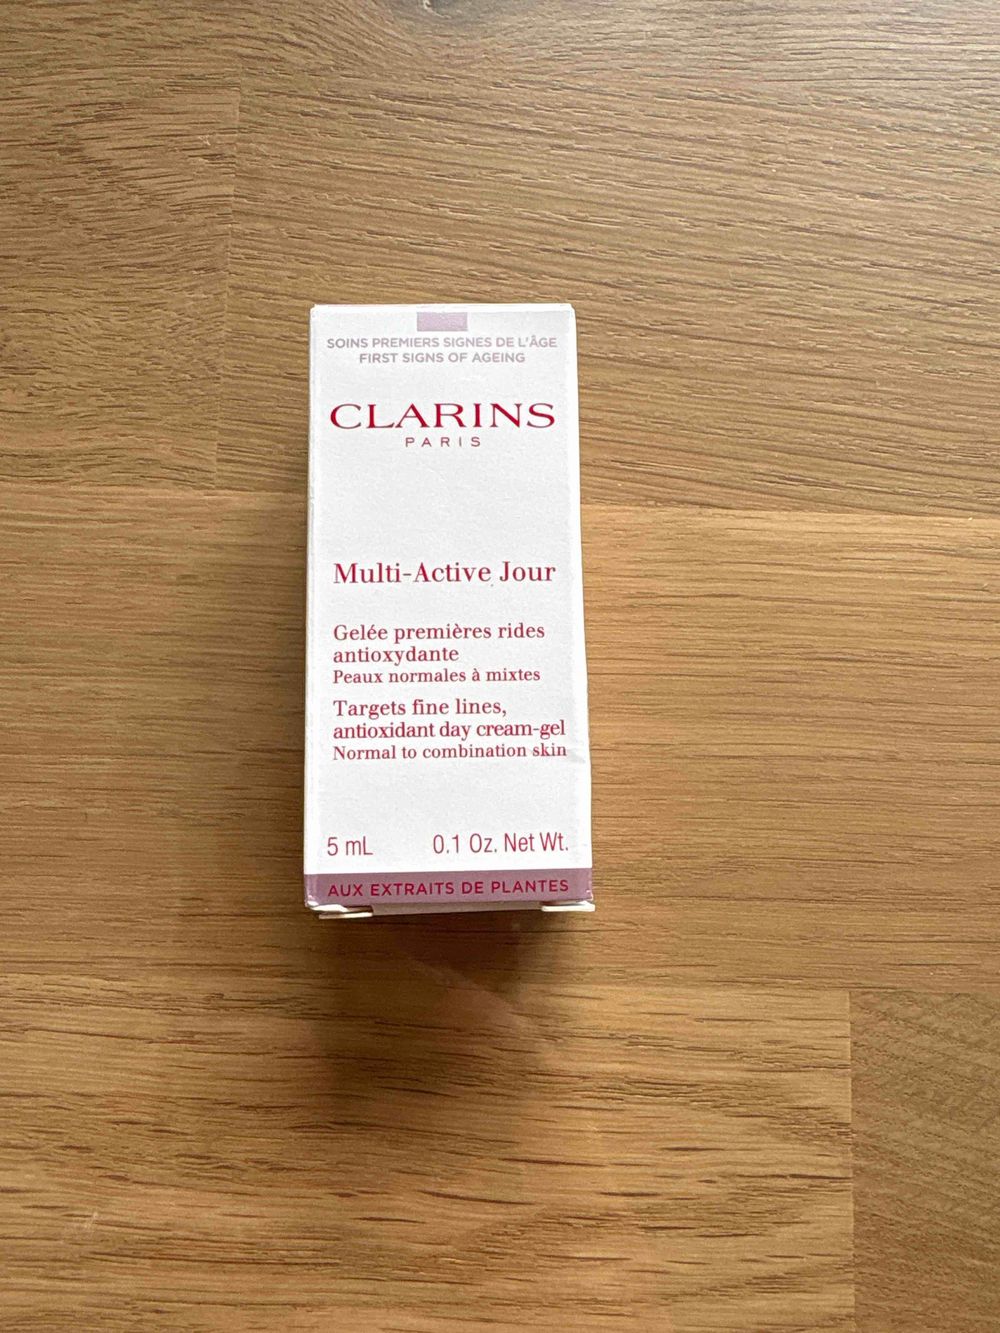 SOINS PREMIERS SIGNES DE L'ÂGE
FIRST SIGNS OF AGEING
CLARINS
PARIS
Multi-Active Jour
Gelée premières rides
antioxydante
Peaux normales à mixtes
Targets fine lines,
antioxidant day cream-gel
Normal to combination skin
5 mL 0.1 Oz. Net Wt.
AUX EXTRAITS DE PLANTES